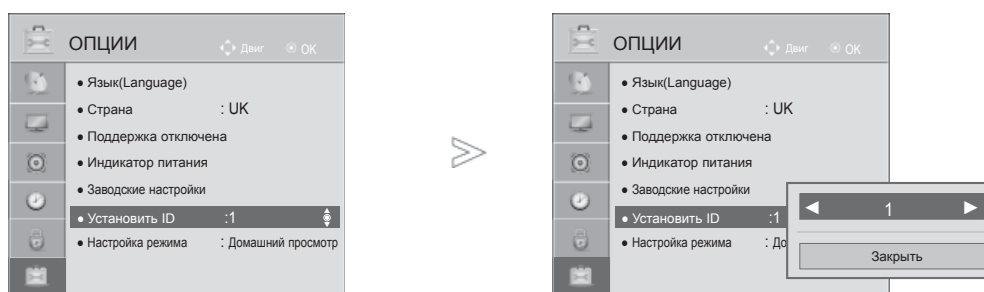 ОПЦИИ Двиг OK
● Язык(Language)
● Страна : UK
● Поддержка отключена
● Индикатор питания
● Заводские настройки
● Установить ID :1
● Настройка режима : Домашний просмотр
ОПЦИИ Двиг OK
● Язык(Language)
● Страна : UK
● Поддержка отключена
● Индикатор питания
● Заводские настройки
● Установить ID :1
● Настройка режима : До
◄ 1 ►
Закрыть